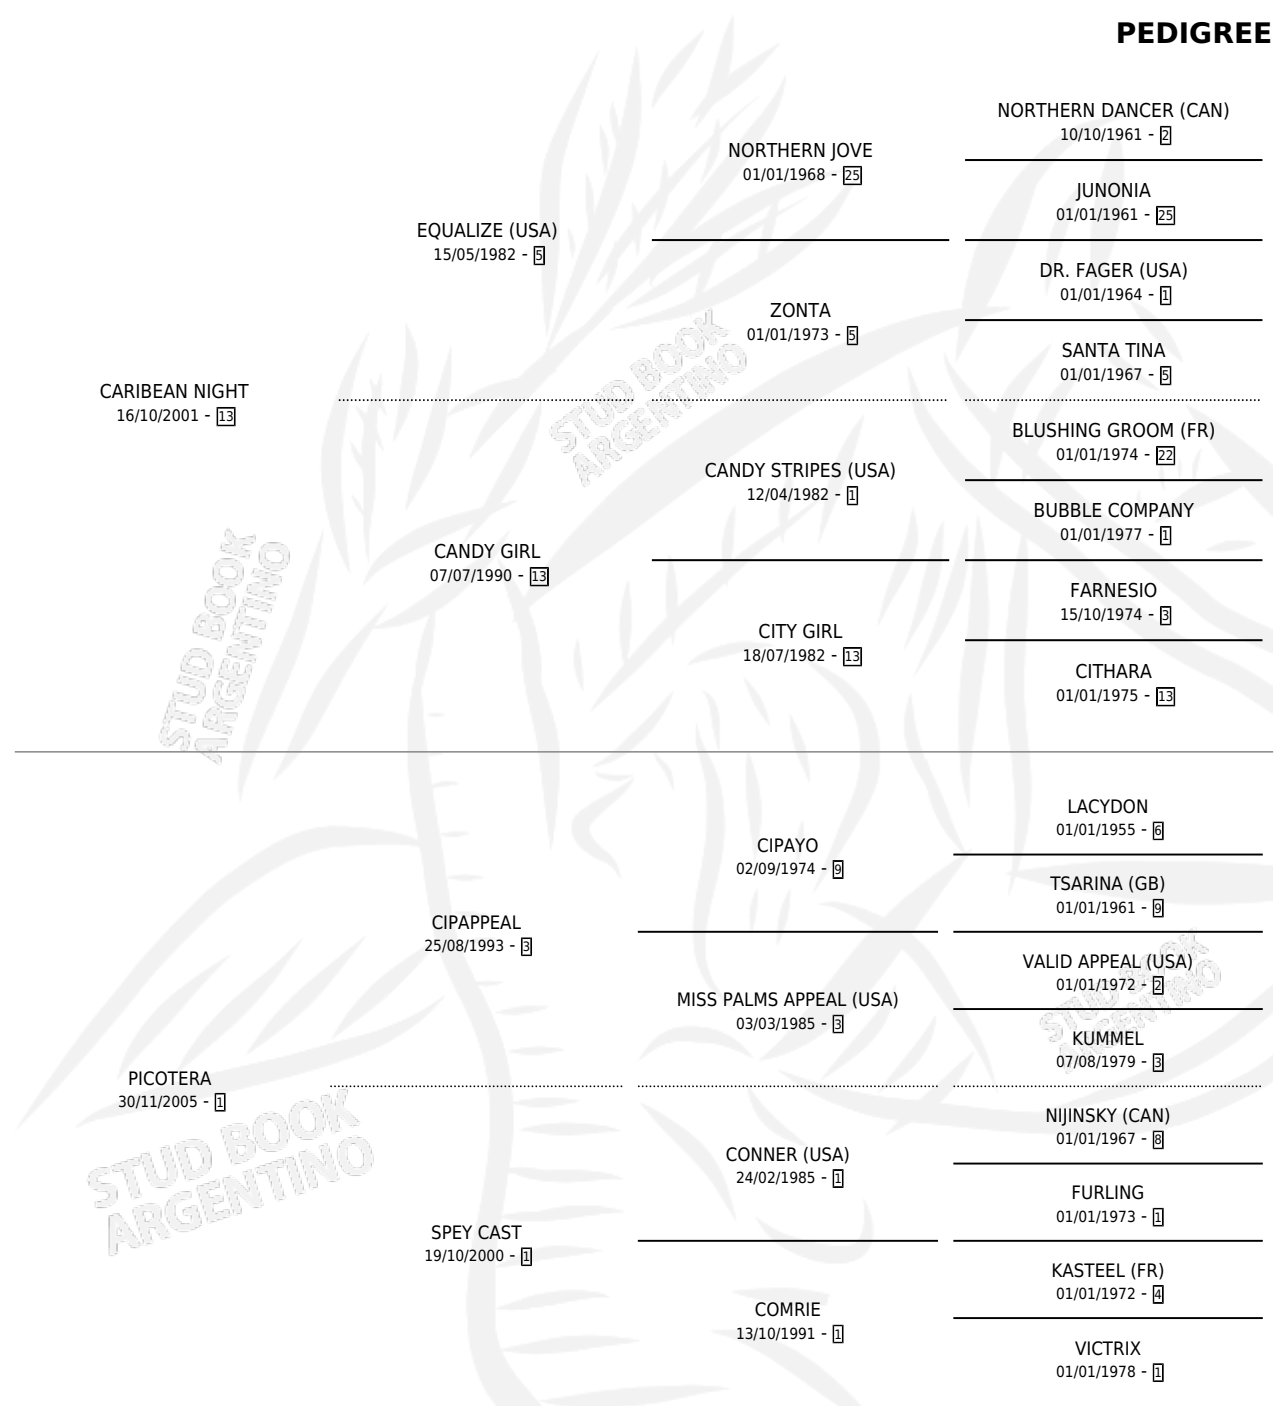 PEDIGREE
NORTHERN DANCER (CAN)
10/10/1961 - 2
NORTHERN JOVE
01/01/1968 - 25
JUNONIA
01/01/1961 - 25
EQUALIZE (USA)
15/05/1982 - 5
DR. FAGER (USA)
01/01/1964 - 1
ZONTA
01/01/1973 - 5
SANTA TINA
01/01/1967 - 5
CARIBEAN NIGHT
16/10/2001 - 13
BLUSHING GROOM (FR)
01/01/1974 - 22
CANDY STRIPES (USA)
12/04/1982 - 1
BUBBLE COMPANY
01/01/1977 - 1
CANDY GIRL
07/07/1990 - 13
FARNESIO
15/10/1974 - 3
CITY GIRL
18/07/1982 - 13
CITHARA
01/01/1975 - 13
LACYDON
01/01/1955 - 6
CIPAYO
02/09/1974 - 9
TSARINA (GB)
01/01/1961 - 9
CIPAPPEAL
25/08/1993 - 3
VALID APPEAL (USA)
01/01/1972 - 2
MISS PALMS APPEAL (USA)
03/03/1985 - 3
KUMMEL
07/08/1979 - 3
PICOTERA
30/11/2005 - 1
NIJINSKY (CAN)
01/01/1967 - 8
CONNER (USA)
24/02/1985 - 1
FURLING
01/01/1973 - 1
SPEY CAST
19/10/2000 - 1
KASTEEL (FR)
01/01/1972 - 4
COMRIE
13/10/1991 - 1
VICTRIX
01/01/1978 - 1
STUD BOOK
ARGENTINO
STUD BOOK
ARGENTINO
STUD BOOK
ARGENTINO
STUD BOOK
ARGENTINO